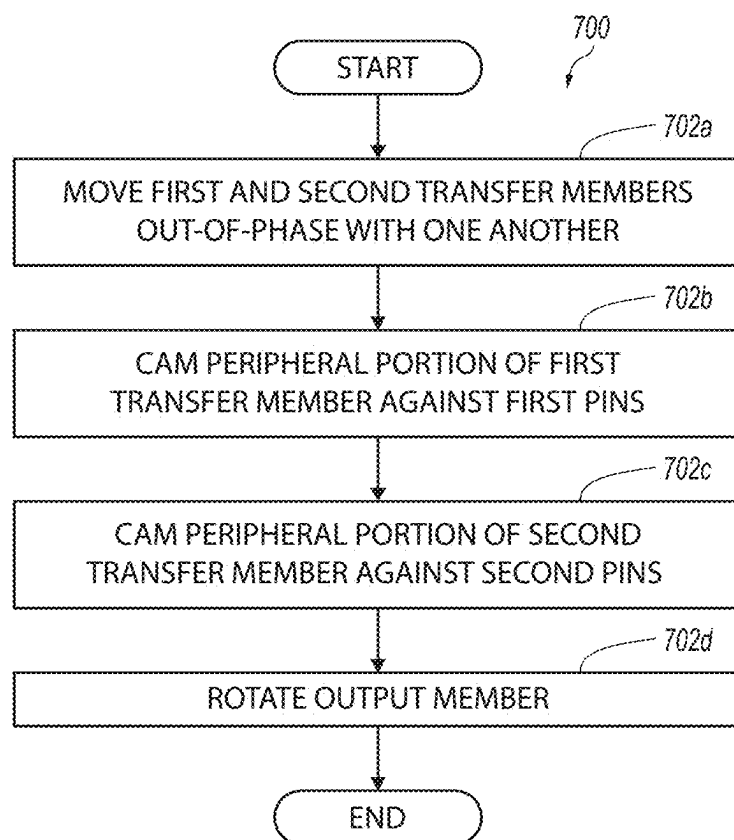 700
START
702a
MOVE FIRST AND SECOND TRANSFER MEMBERS
OUT-OF-PHASE WITH ONE ANOTHER
702b
CAM PERIPHERAL PORTION OF FIRST
TRANSFER MEMBER AGAINST FIRST PINS
702c
CAM PERIPHERAL PORTION OF SECOND
TRANSFER MEMBER AGAINST SECOND PINS
702d
ROTATE OUTPUT MEMBER
END